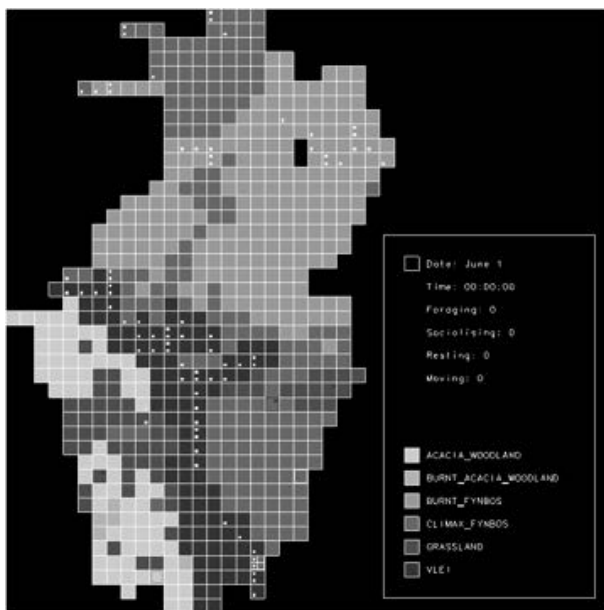 Date: June 1
Time: 00:00:00
Foraging: 0
Socialising: 0
Resting: 0
Moving: 0
ACACIA_WOODLAND
BURNT_ACACIA_WOODLAND
BURNT_FYNBOS
CLIMAX_FYNBOS
GRASSLAND
VLEI